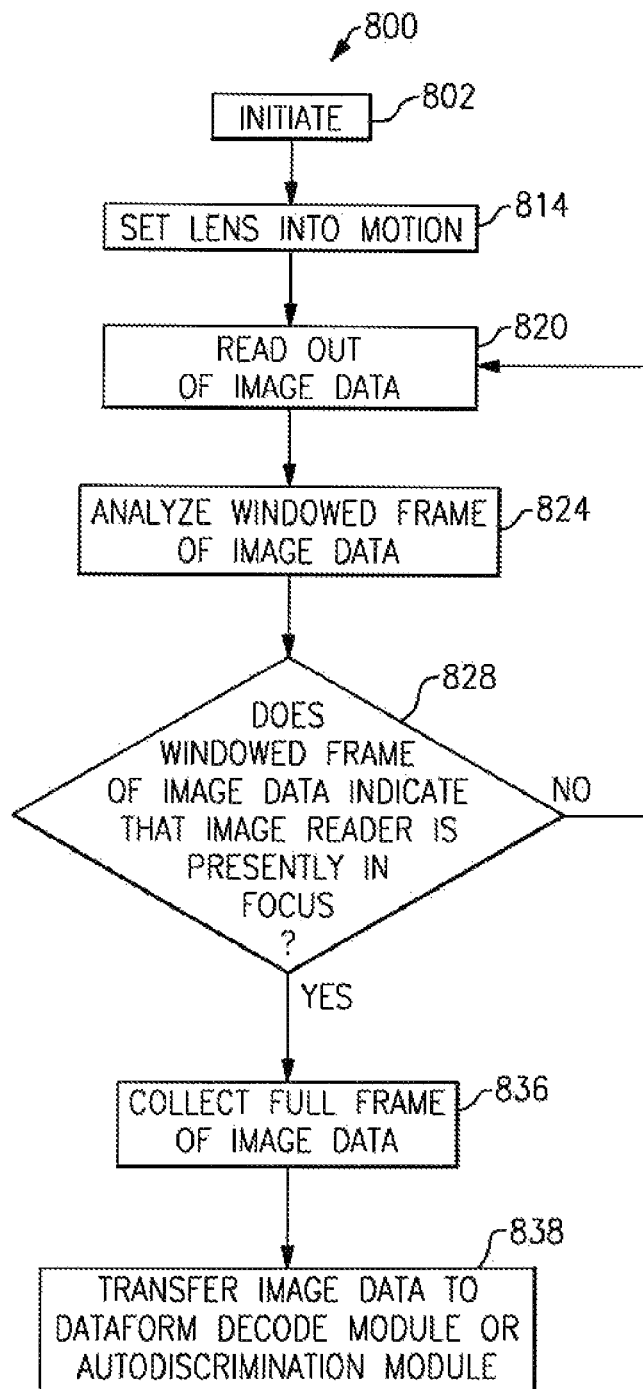 800
INITIATE
802
SET LENS INTO MOTION
814
READ OUT
OF IMAGE DATA
820
ANALYZE WINDOWED FRAME
OF IMAGE DATA
824
DOES
WINDOWED FRAME
OF IMAGE DATA INDICATE
THAT IMAGE READER IS
PRESENTLY IN
FOCUS
?
828
NO
YES
COLLECT FULL FRAME
OF IMAGE DATA
836
TRANSFER IMAGE DATA TO
DATAFORM DECODE MODULE OR
AUTODISCRIMINATION MODULE
838